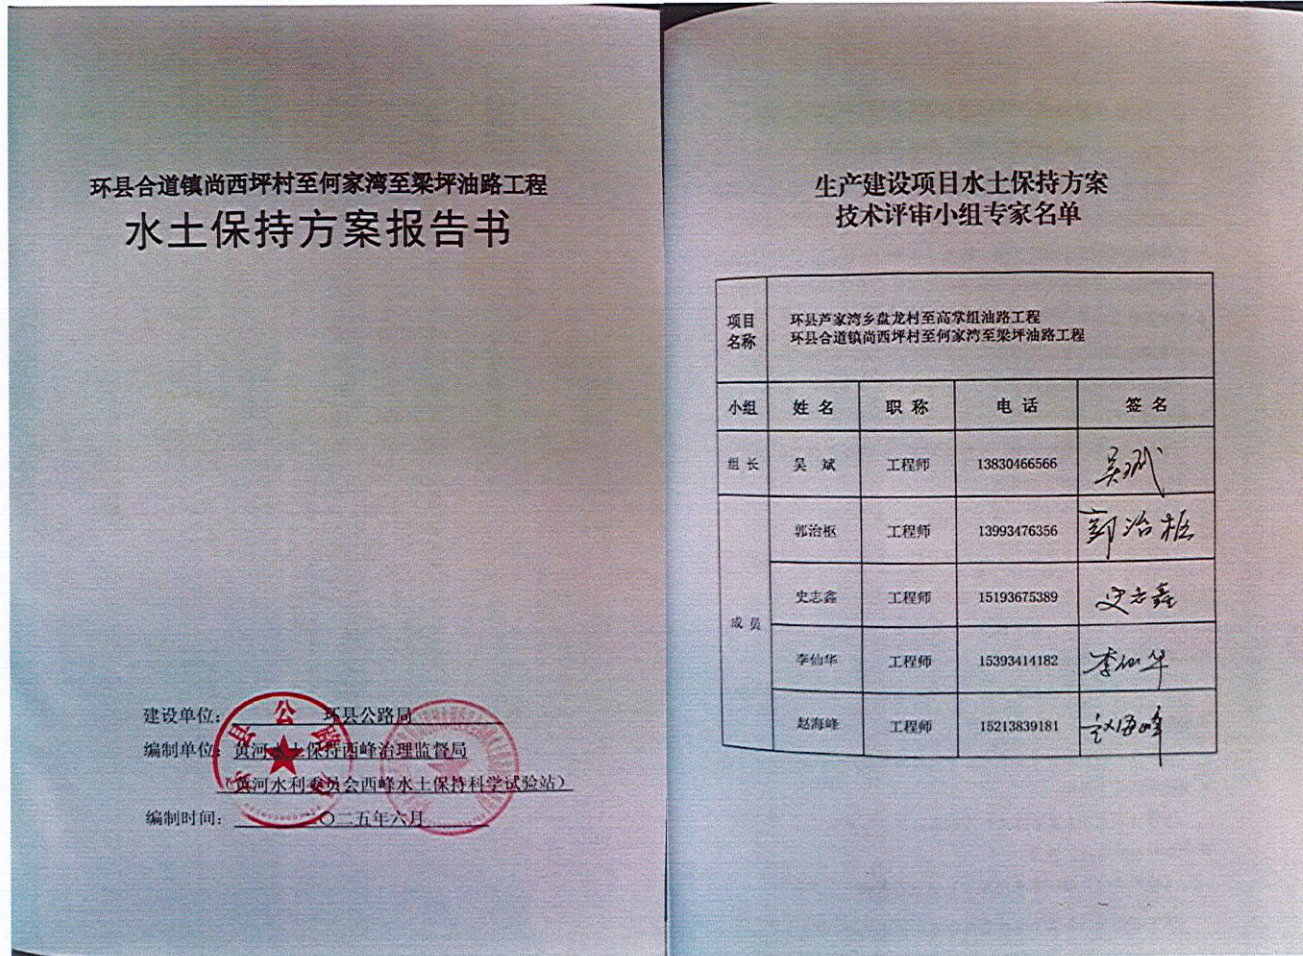 环县合道镇尚西坪村至何家湾至梁坪油路工程
水土保持方案报告书
建设单位：环县公路局
编制单位：黄河水土保持西峰治理监督局
（黄河水利委员会西峰水土保持科学试验站）
编制时间：二〇二五年六月
生产建设项目水土保持方案
技术评审小组专家名单
项目名称 环县芦家湾乡盘龙村至高掌组油路工程
环县合道镇尚西坪村至何家湾至梁坪油路工程
小组 姓名 职称 电话 签名
组长 吴斌 工程师 13830466566 吴斌
成员 郭治枢 工程师 13993476356 郭治枢
史志鑫 工程师 15193675389 史志鑫
李仙华 工程师 15393414182 李仙华
赵海峰 工程师 15213839181 赵海峰